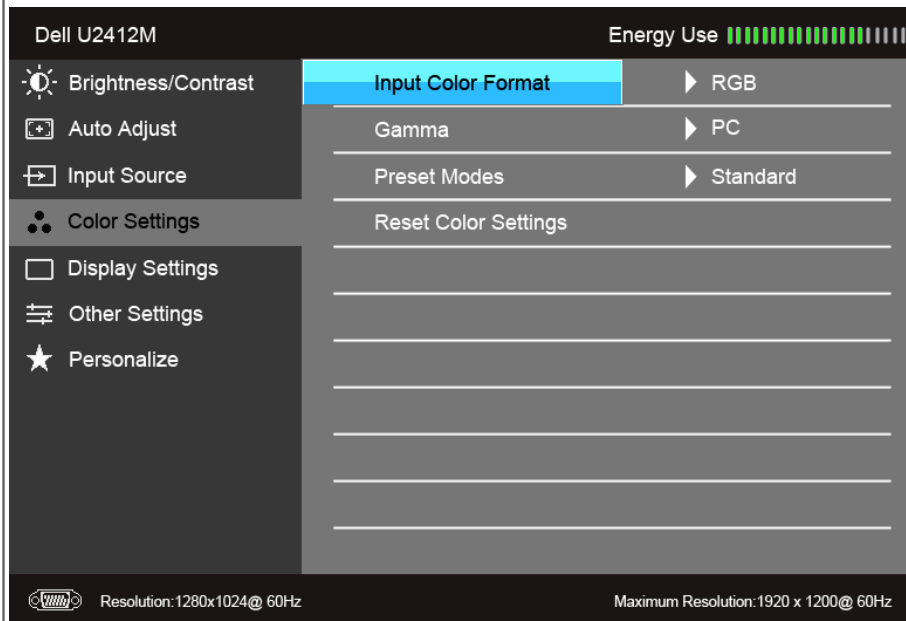 Dell U2412M Energy Use
Brightness/Contrast Input Color Format RGB
Auto Adjust Gamma PC
Input Source Preset Modes Standard
Color Settings Reset Color Settings
Display Settings
Other Settings
Personalize
Resolution:1280x1024@ 60Hz Maximum Resolution:1920 x 1200@ 60Hz